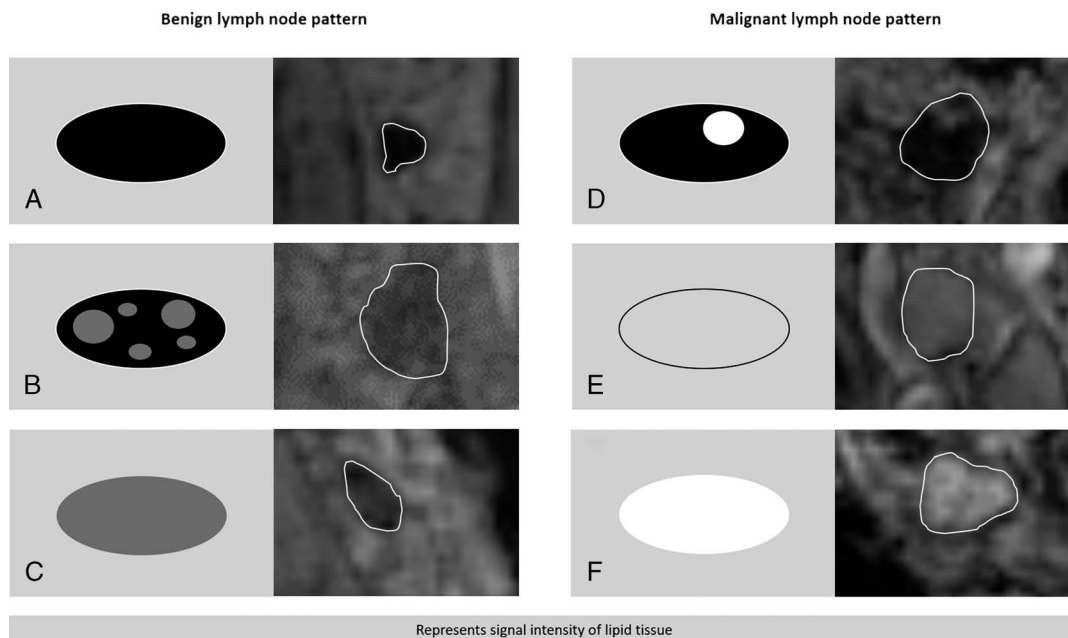 Benign lymph node pattern
Malignant lymph node pattern
A
D
B
E
C
F
Represents signal intensity of lipid tissue